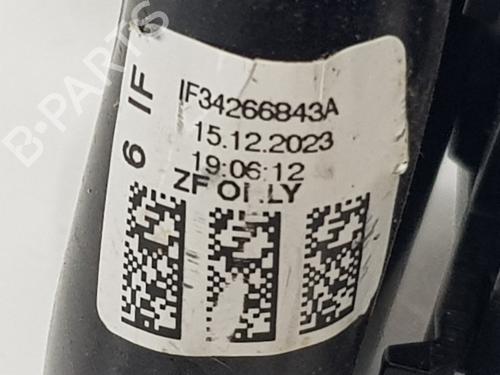 B-PARTS
6 IF
IF34266843A
15.12.2023
19:06:12
ZF